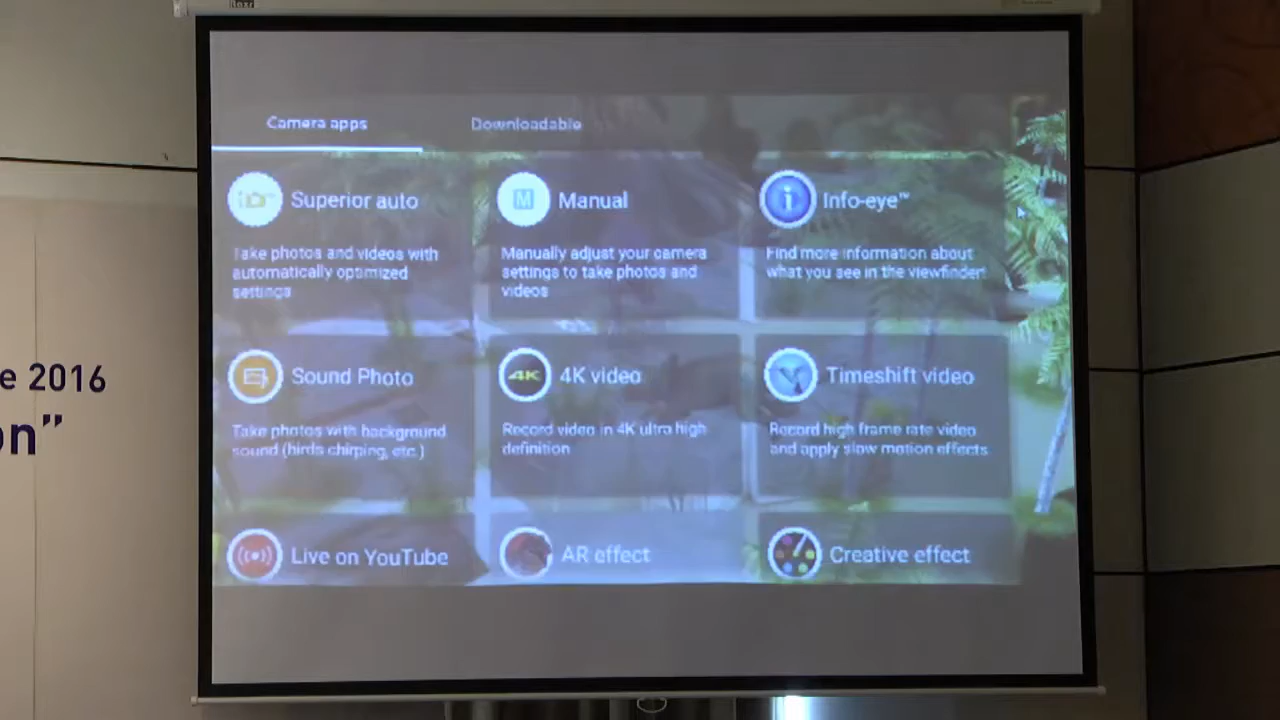 Camera apps
Downloadable
Superior auto
Manual
M
Info-eye™
Take photos and videos with
automatically optimized
settings
Manually adjust your camera
settings to take photos and
videos
Find more information about
what you see in the viewfinder!
Sound Photo
4K
4K video
Timeshift video
Take photos with background
sound (birds chirping, etc.)
Record video in 4K ultra high
definition
Record high frame rate video
and apply slow motion effects
Live on YouTube
AR effect
Creative effect
e 2016
on”